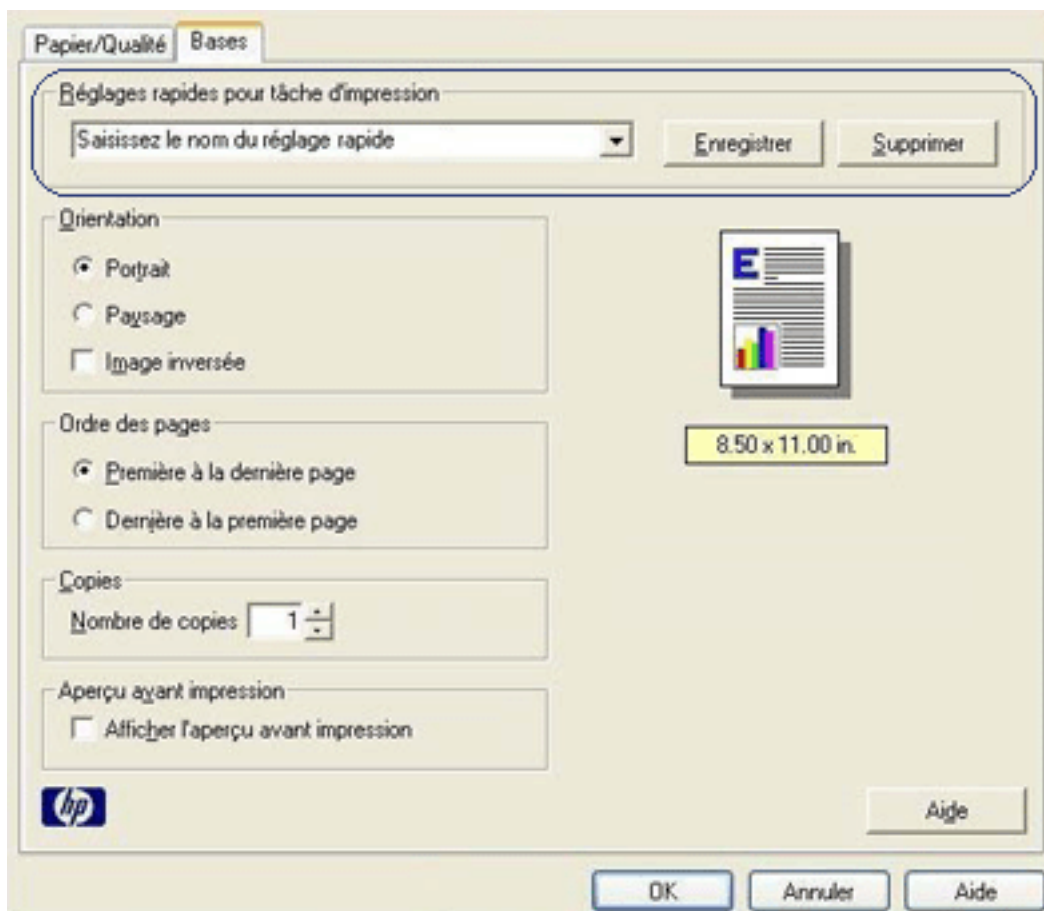 Papier/Qualité Bases
Réglages rapides pour tâche d'impression
Saisissez le nom du réglage rapide Enregistrer Supprimer
Orientation
Portrait
Paysage
Image inversée
E
8.50 x 11.00 in.
Ordre des pages
Première à la dernière page
Dernière à la première page
Copies
Nombre de copies 1
Aperçu avant impression
Afficher l'aperçu avant impression
hp
Aide
OK Annuler Aide